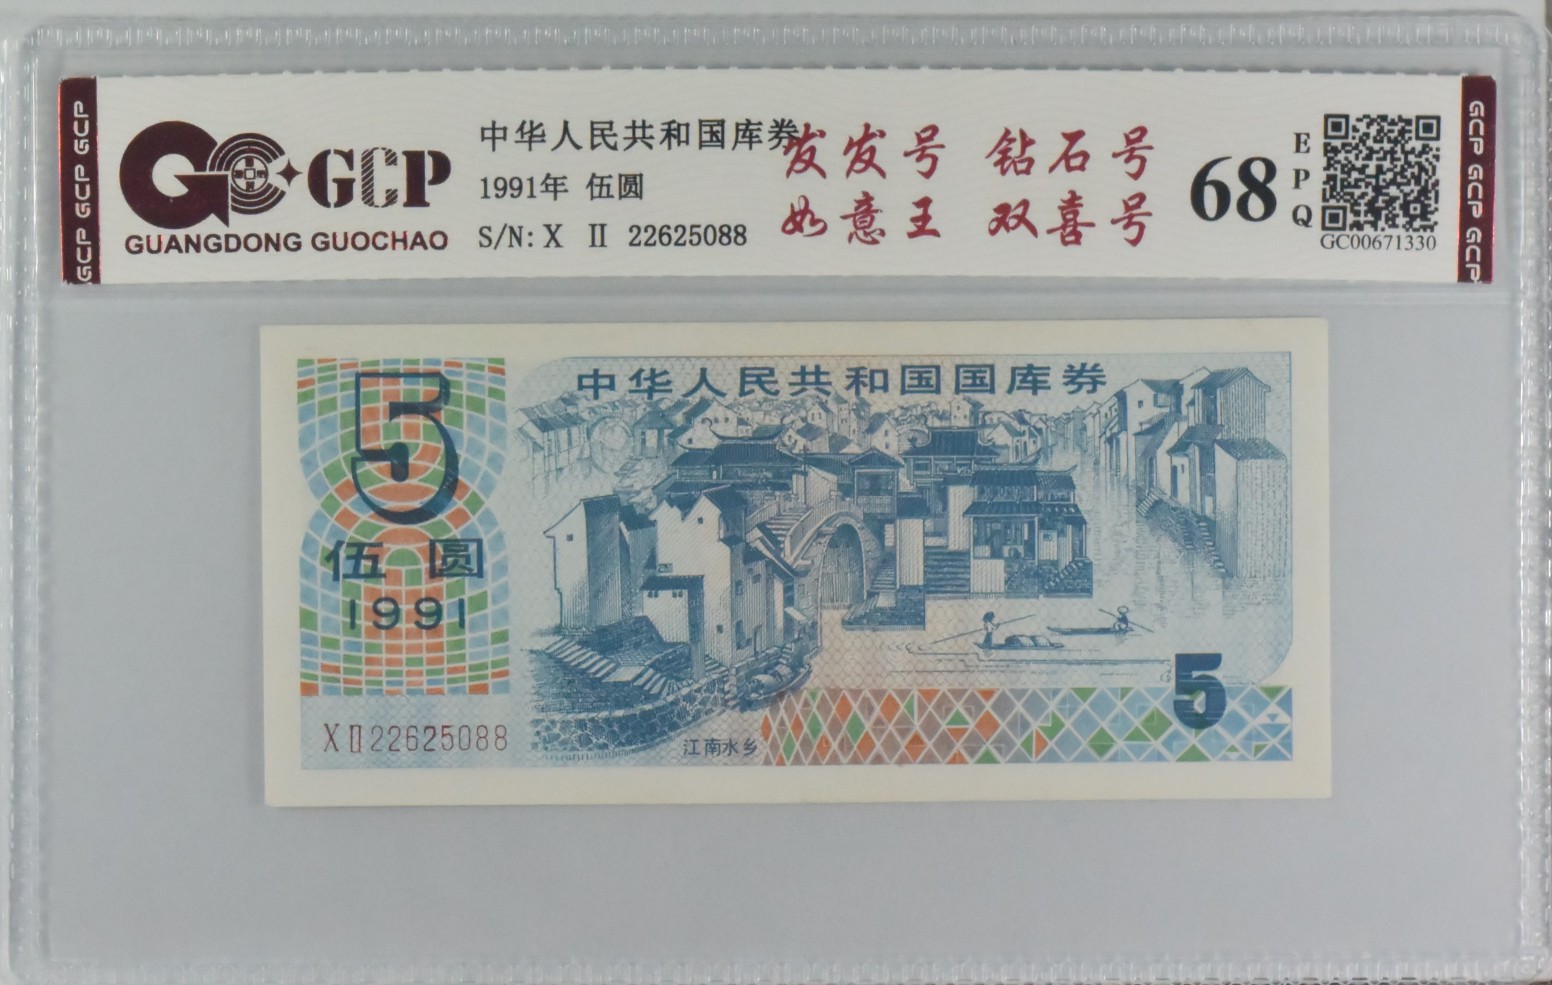 GCP GCP GCP
GCP
GUANGDONG GUOCHAO
中华人民共和国库券
1991年 伍圆
S/N: X Ⅱ 22625088
发发号 钻石号
如意王 双喜号
68
EPQ
GC00671330
GCP GCP GCP
5
伍圆
1991
XⅡ22625088
中华人民共和国国库券
江南水乡
5